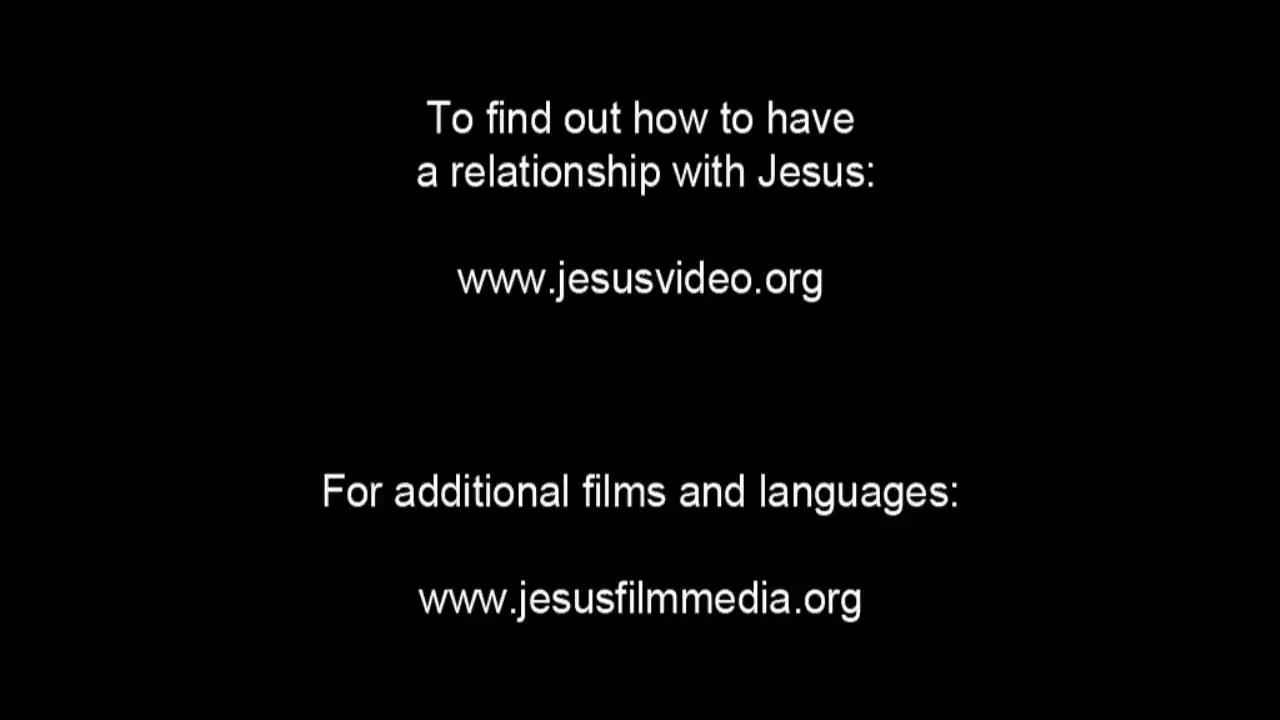 To find out how to have
a relationship with Jesus:
www.jesusvideo.org
For additional films and languages:
www.jesusfilmmedia.org